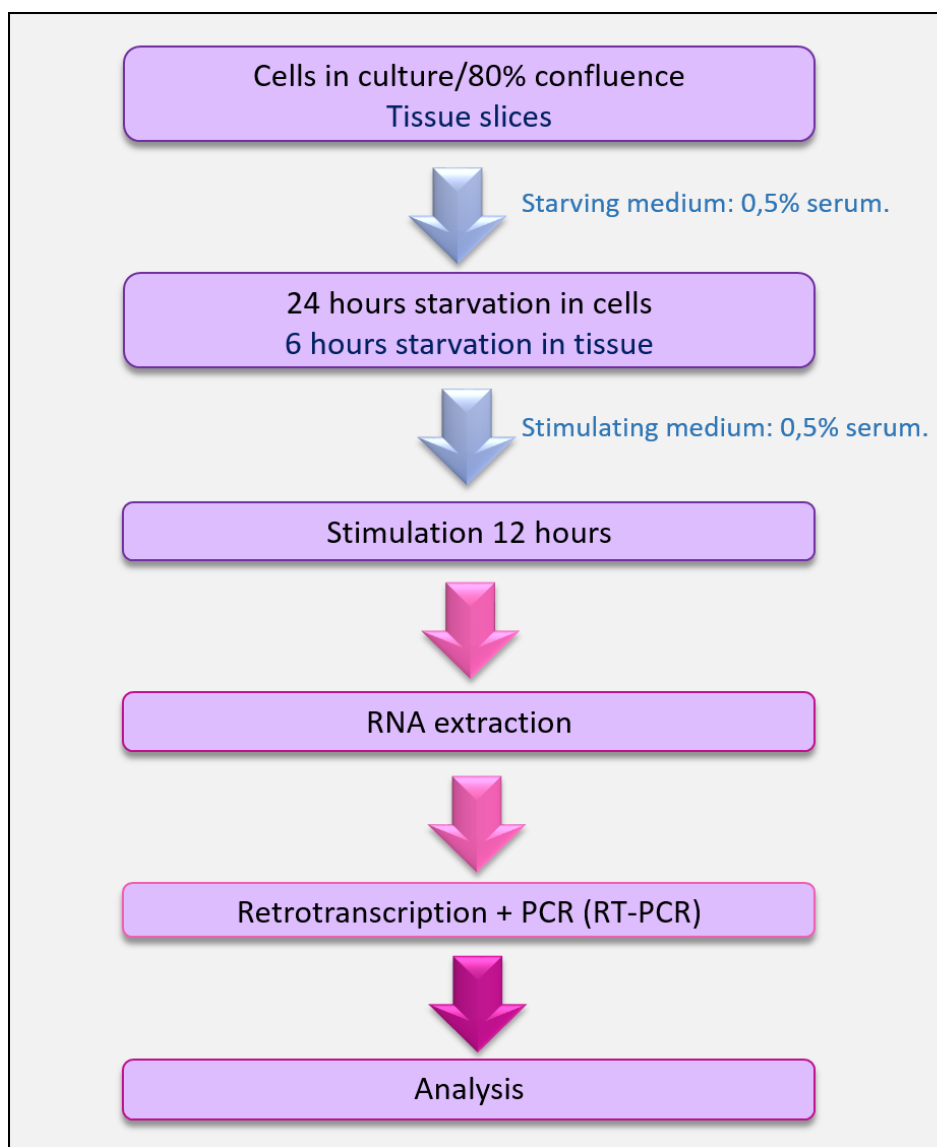 Cells in culture/80% confluence
Tissue slices
Starving medium: 0,5% serum.
24 hours starvation in cells
6 hours starvation in tissue
Stimulating medium: 0,5% serum.
Stimulation 12 hours
RNA extraction
Retrotranscription + PCR (RT-PCR)
Analysis